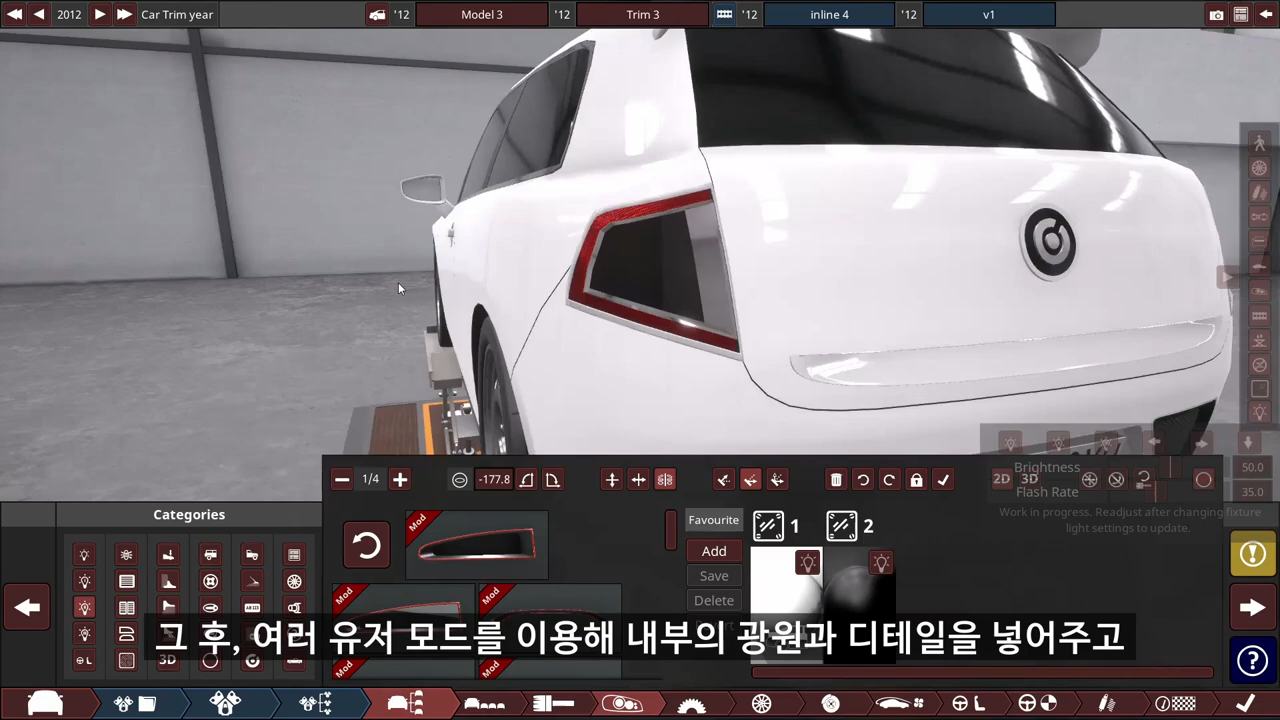 2012 Car Trim year '12 Model 3 '12 Trim 3 '12 inline 4 '12 v1
1/4 -177.8
2D 3D
Brightness 50.0
Flash Rate 35.0
Work in progress. Readjust after changing fixture
light settings to update.
Categories
Mod
Favourite 1 2
Add
Save
Delete
Mod Mod
L
3D
그 후, 여러 유저 모드를 이용해 내부의 광원과 디테일을 넣어주고